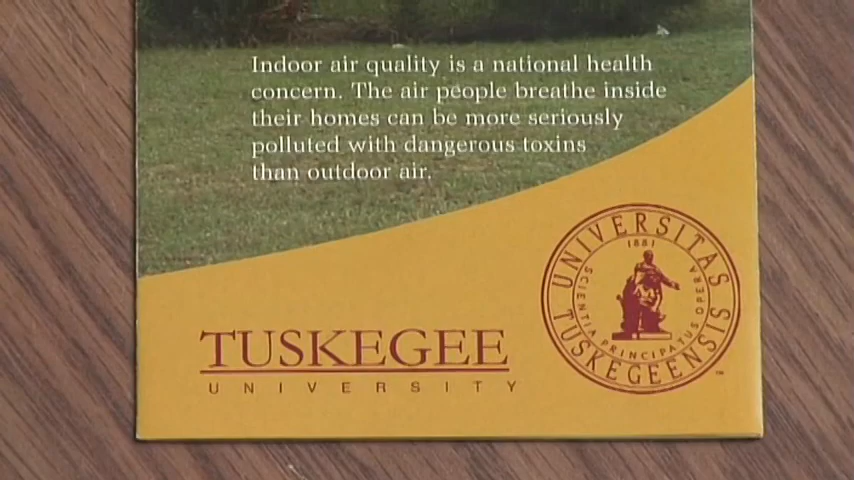 Indoor air quality is a national health
concern. The air people breathe inside
their homes can be more seriously
polluted with dangerous toxins
than outdoor air.
UNIVERSITAS
1881
SCIENTIA PRINCIPATUS OPERA
TUSKEGEENSIS
™
TUSKEGEE
UNIVERSITY